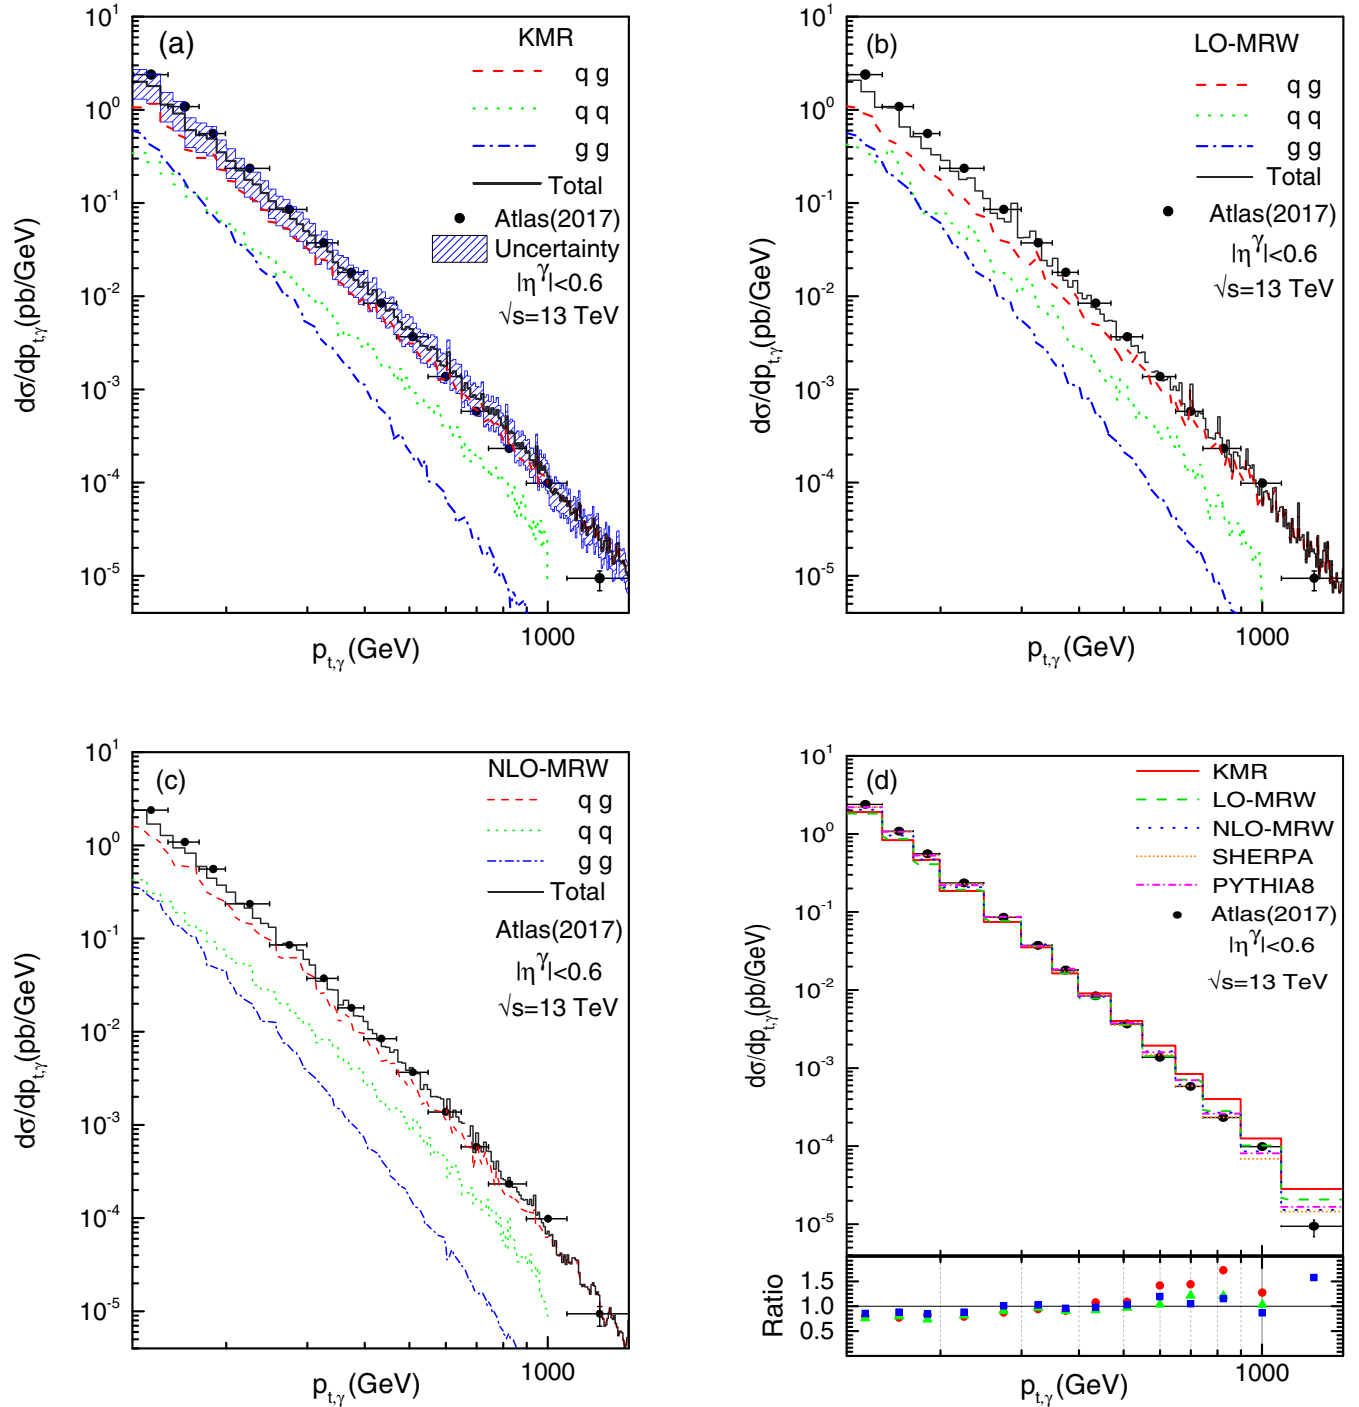 (a)
KMR
q g
q q
g g
Total
Atlas(2017)
Uncertainty
|η^γ|<0.6
√s=13 TeV
10^1
10^0
10^-1
10^-2
10^-3
10^-4
10^-5
dσ/dp_t,γ(pb/GeV)
1000
p_t,γ(GeV)
(b)
LO-MRW
q g
q q
g g
Total
Atlas(2017)
|η^γ|<0.6
√s=13 TeV
10^1
10^0
10^-1
10^-2
10^-3
10^-4
10^-5
dσ/dp_t,γ(pb/GeV)
1000
p_t,γ(GeV)
(c)
NLO-MRW
q g
q q
g g
Total
Atlas(2017)
|η^γ|<0.6
√s=13 TeV
10^1
10^0
10^-1
10^-2
10^-3
10^-4
10^-5
dσ/dp_t,γ(pb/GeV)
1000
p_t,γ(GeV)
(d)
KMR
LO-MRW
NLO-MRW
SHERPA
PYTHIA8
Atlas(2017)
|η^γ|<0.6
√s=13 TeV
10^1
10^0
10^-1
10^-2
10^-3
10^-4
10^-5
dσ/dp_t,γ(pb/GeV)
1.5
1.0
0.5
Ratio
1000
p_t,γ(GeV)